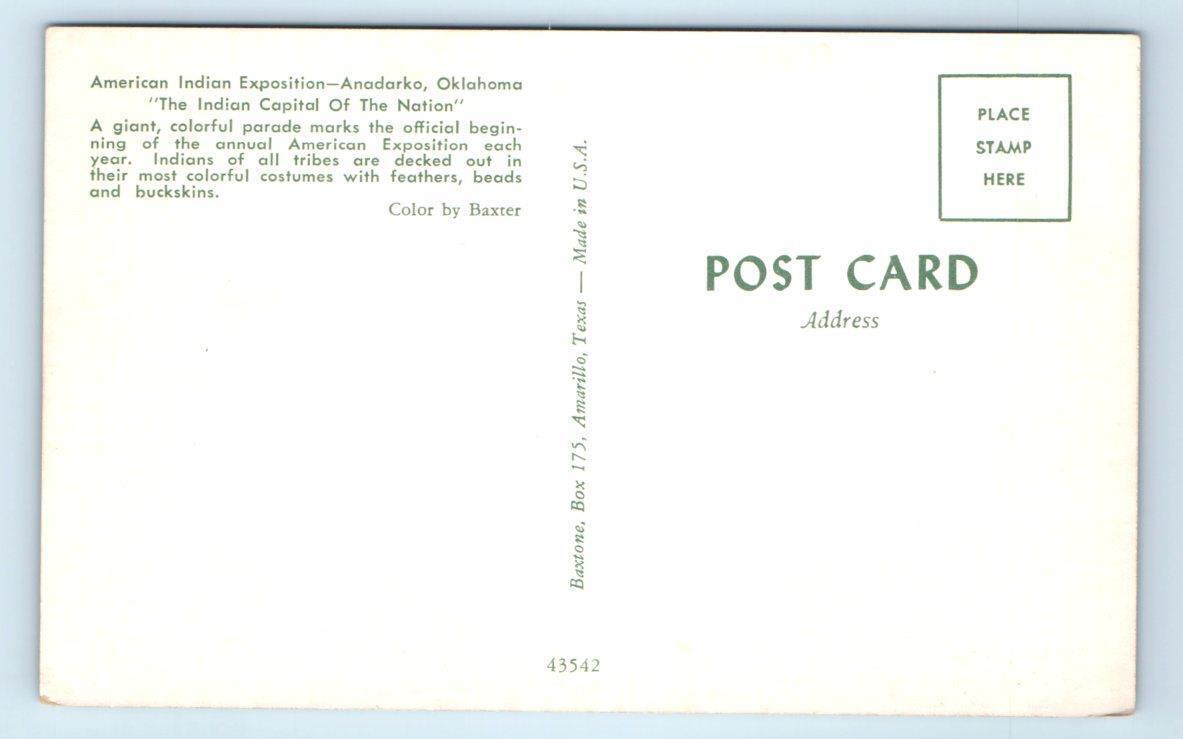 American Indian Exposition—Anadarko, Oklahoma
"The Indian Capital Of The Nation"
A giant, colorful parade marks the official begin-
ning of the annual American Exposition each
year. Indians of all tribes are decked out in
their most colorful costumes with feathers, beads
and buckskins.
Color by Baxter
Baxtone, Box 175, Amarillo, Texas — Made in U.S.A.
43542
PLACE
STAMP
HERE
POST CARD
Address